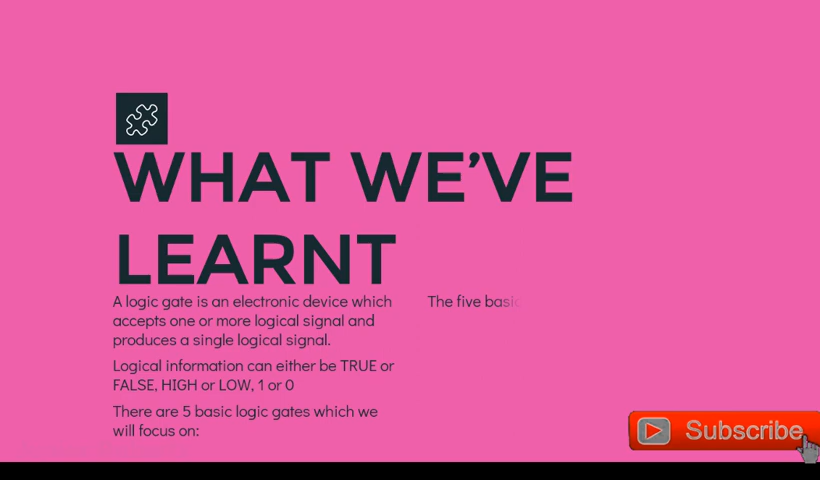 WHAT WE'VE
LEARNT
A logic gate is an electronic device which
accepts one or more logical signal and
produces a single logical signal.
Logical information can either be TRUE or
FALSE, HIGH or LOW, 1 or 0
There are 5 basic logic gates which we
will focus on:
The five basic
Subscribe